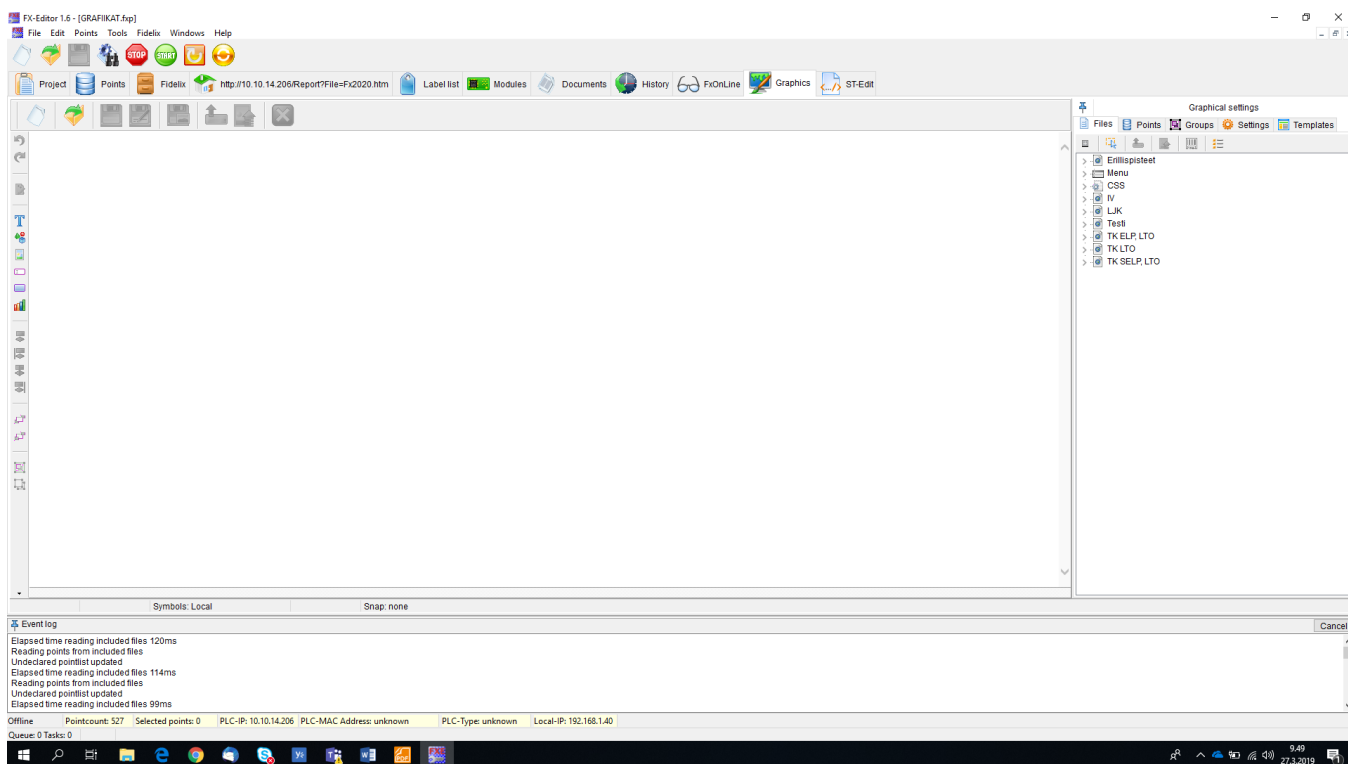 FX-Editor 1.6 - [GRAFIIKAT.fxp]
File Edit Points Tools Fidelix Windows Help
STOP START
Project Points Fidelix http://10.10.14.206/Report?File=Fx2020.htm Label list Modules Documents History FxOnLine Graphics ST-Edit
Graphical settings
Files Points Groups Settings Templates
Erillispisteet
Menu
CSS
IV
LJK
Testi
TK ELP, LTO
TK LTO
TK SELP, LTO
Symbols: Local Snap: none
Event log Cancel
Elapsed time reading included files 120ms
Reading points from included files
Undeclared pointlist updated
Elapsed time reading included files 114ms
Reading points from included files
Undeclared pointlist updated
Elapsed time reading included files 99ms
Offline Pointcount: 527 Selected points: 0 PLC-IP: 10.10.14.206 PLC-MAC Address: unknown PLC-Type: unknown Local-IP: 192.168.1.40
Queue: 0 Tasks: 0
9.49
27.3.2019